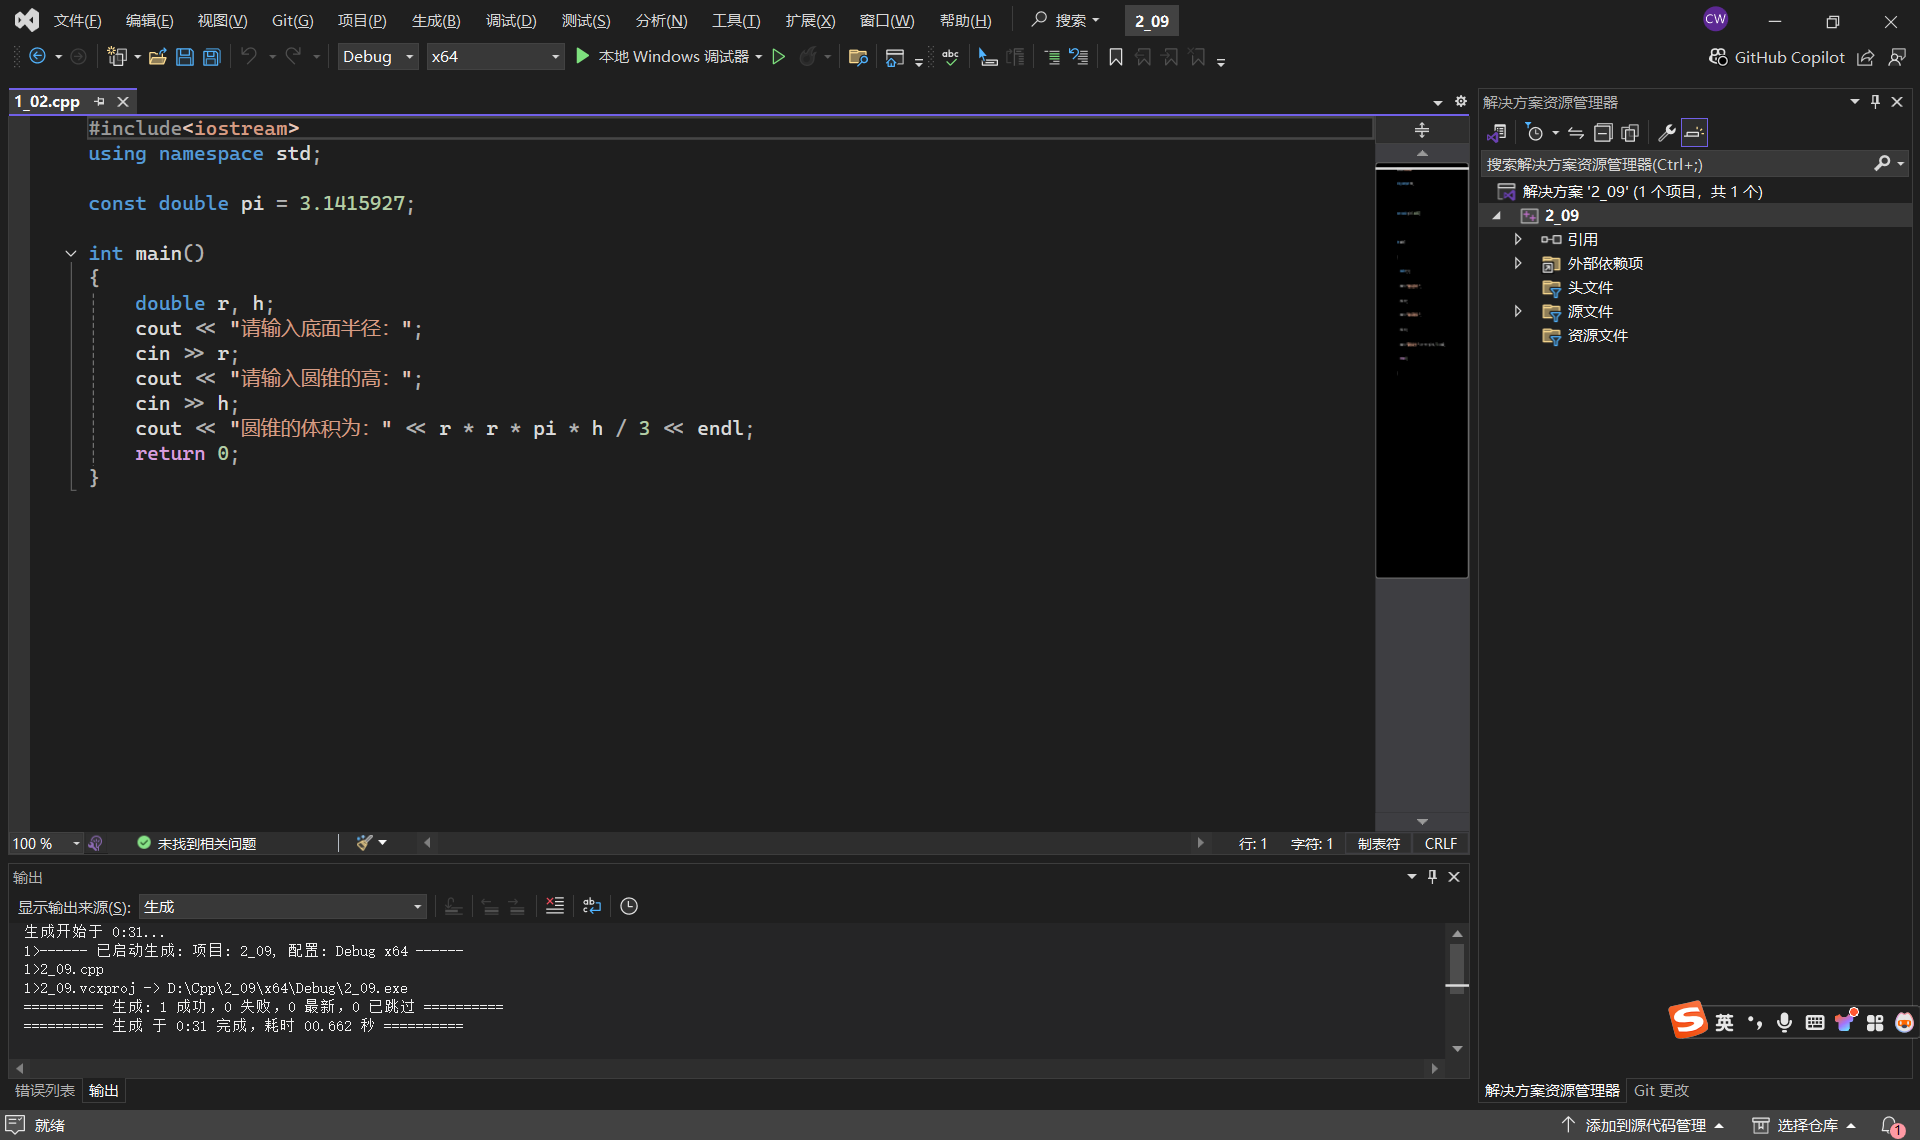 文件(F) 编辑(E) 视图(V) Git(G) 项目(P) 生成(B) 调试(D) 测试(S) 分析(N) 工具(T) 扩展(X) 窗口(W) 帮助(H) 搜索 2_09 CW
Debug x64 本地 Windows 调试器 abc GitHub Copilot
1_02.cpp
#include<iostream>
using namespace std;
const double pi = 3.1415927;
int main()
{
double r, h;
cout << "请输入底面半径：";
cin >> r;
cout << "请输入圆锥的高：";
cin >> h;
cout << "圆锥的体积为：" << r * r * pi * h / 3 << endl;
return 0;
}
100 % 未找到相关问题 行: 1 字符: 1 制表符 CRLF
输出
显示输出来源(S): 生成
生成开始于 0:31...
1>------ 已启动生成: 项目: 2_09, 配置: Debug x64 ------
1>2_09.cpp
1>2_09.vcxproj -> D:\Cpp\2_09\x64\Debug\2_09.exe
========== 生成: 1 成功，0 失败，0 最新，0 已跳过 ==========
========== 生成 于 0:31 完成，耗时 00.662 秒 ==========
错误列表 输出
解决方案资源管理器
搜索解决方案资源管理器(Ctrl+;)
解决方案 '2_09' (1 个项目，共 1 个)
2_09
引用
外部依赖项
头文件
源文件
资源文件
英
解决方案资源管理器 Git 更改
就绪 添加到源代码管理 选择仓库 1